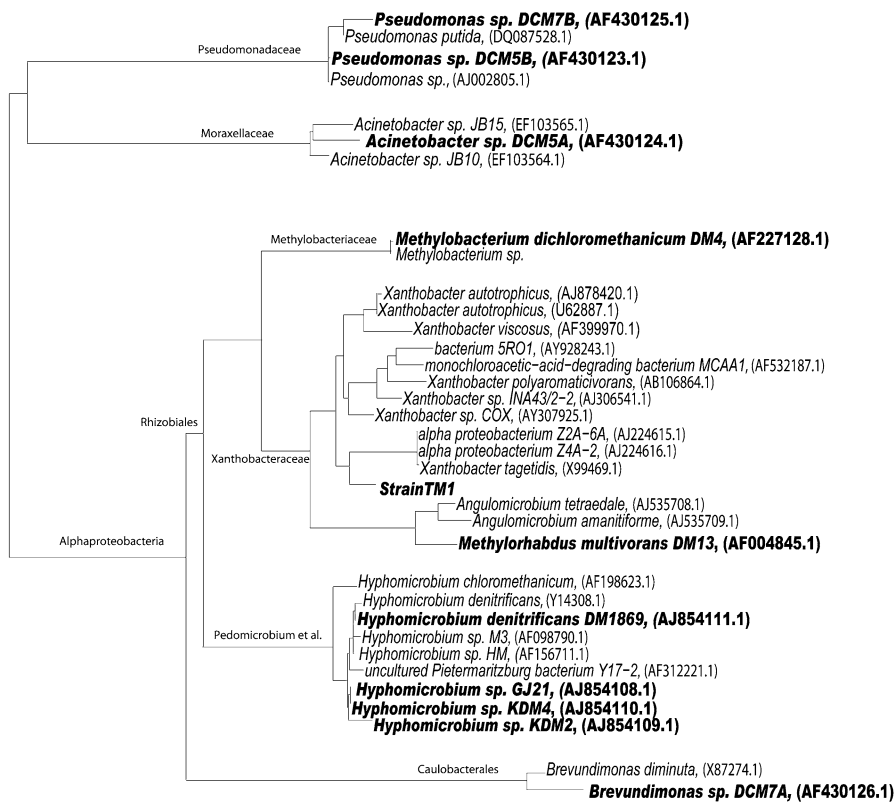 Pseudomonas sp. DCM7B, (AF430125.1)
Pseudomonas putida, (DQ087528.1)
Pseudomonadaceae
Pseudomonas sp. DCM5B, (AF430123.1)
Pseudomonas sp., (AJ002805.1)
Acinetobacter sp. JB15, (EF103565.1)
Moraxellaceae
Acinetobacter sp. DCM5A, (AF430124.1)
Acinetobacter sp. JB10, (EF103564.1)
Methylobacteriaceae
Methylobacterium dichloromethanicum DM4, (AF227128.1)
Methylobacterium sp.
Xanthobacter autotrophicus, (AJ878420.1)
Xanthobacter autotrophicus, (U62887.1)
Xanthobacter viscosus, (AF399970.1)
bacterium 5RO1, (AY928243.1)
monochloroacetic-acid-degrading bacterium MCAA1, (AF532187.1)
Xanthobacter polyaromaticivorans, (AB106864.1)
Xanthobacter sp. INA43/2-2, (AJ306541.1)
Xanthobacter sp. COX, (AY307925.1)
Rhizobiales
alpha proteobacterium Z2A-6A, (AJ224615.1)
alpha proteobacterium Z4A-2, (AJ224616.1)
Xanthobacteraceae
Xanthobacter tagetidis, (X99469.1)
StrainTM1
Angulomicrobium tetraedale, (AJ535708.1)
Angulomicrobium amanitiforme, (AJ535709.1)
Alphaproteobacteria
Methylorhabdus multivorans DM13, (AF004845.1)
Hyphomicrobium chloromethanicum, (AF198623.1)
Hyphomicrobium denitrificans, (Y14308.1)
Hyphomicrobium denitrificans DM1869, (AJ854111.1)
Pedomicrobium et al.
Hyphomicrobium sp. M3, (AF098790.1)
Hyphomicrobium sp. HM, (AF156711.1)
uncultured Pietermaritzburg bacterium Y17-2, (AF312221.1)
Hyphomicrobium sp. GJ21, (AJ854108.1)
Hyphomicrobium sp. KDM4, (AJ854110.1)
Hyphomicrobium sp. KDM2, (AJ854109.1)
Caulobacterales
Brevundimonas diminuta, (X87274.1)
Brevundimonas sp. DCM7A, (AF430126.1)